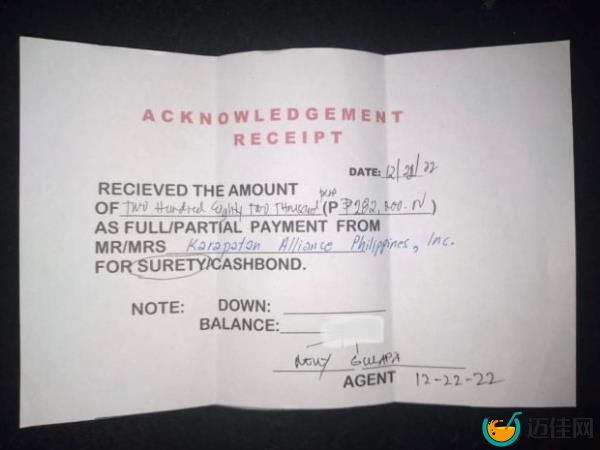 ACKNOWLEDGEMENT
RECEIPT
DATE: 12/22/22
RECIEVED THE AMOUNT
OF Two Hundred Eighty Two Thousand (P ₱282,000.
AS FULL/PARTIAL PAYMENT FROM
MR/MRS Karapatan Alliance Philippines, Inc.
FOR SURETY/CASHBOND.
NOTE: DOWN:
BALANCE:
AGENT 12-22-22
迈佳网